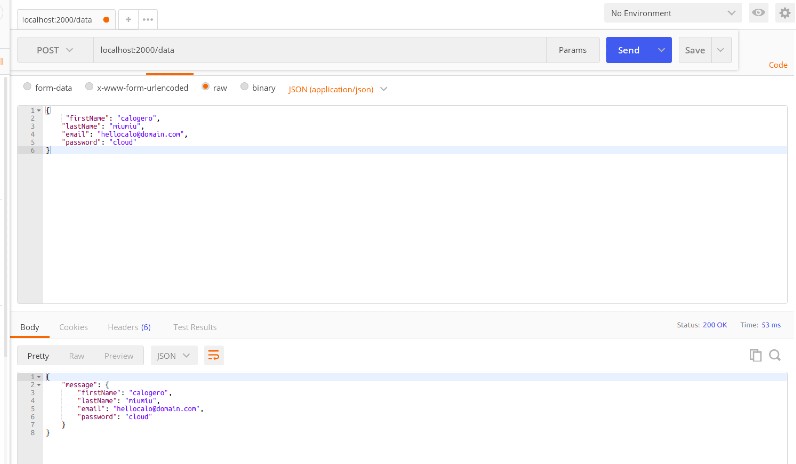 localhost:2000/data
No Environment
POST localhost:2000/data Params Send Save
Code
form-data x-www-form-urlencoded raw binary JSON (application/json)
1 {
2 "firstName": "calogero",
3 "lastName": "miumiu",
4 "email": "hellocalo@domain.com",
5 "password": "cloud"
6 }
Body Cookies Headers (6) Test Results Status: 200 OK Time: 53 ms
Pretty Raw Preview JSON
1 {
2 "message": {
3 "firstName": "calogero",
4 "lastName": "miumiu",
5 "email": "hellocalo@domain.com",
6 "password": "cloud"
7 }
8 }